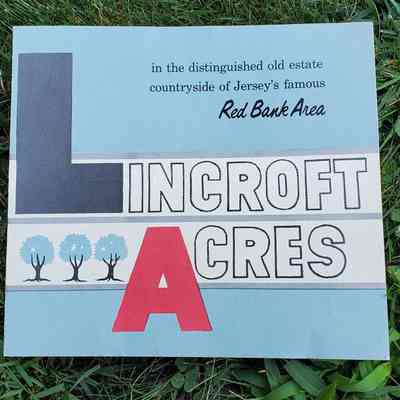 in the distinguished old estate
countryside of Jersey's famous
Red Bank Area
LINCROFT
ACRES